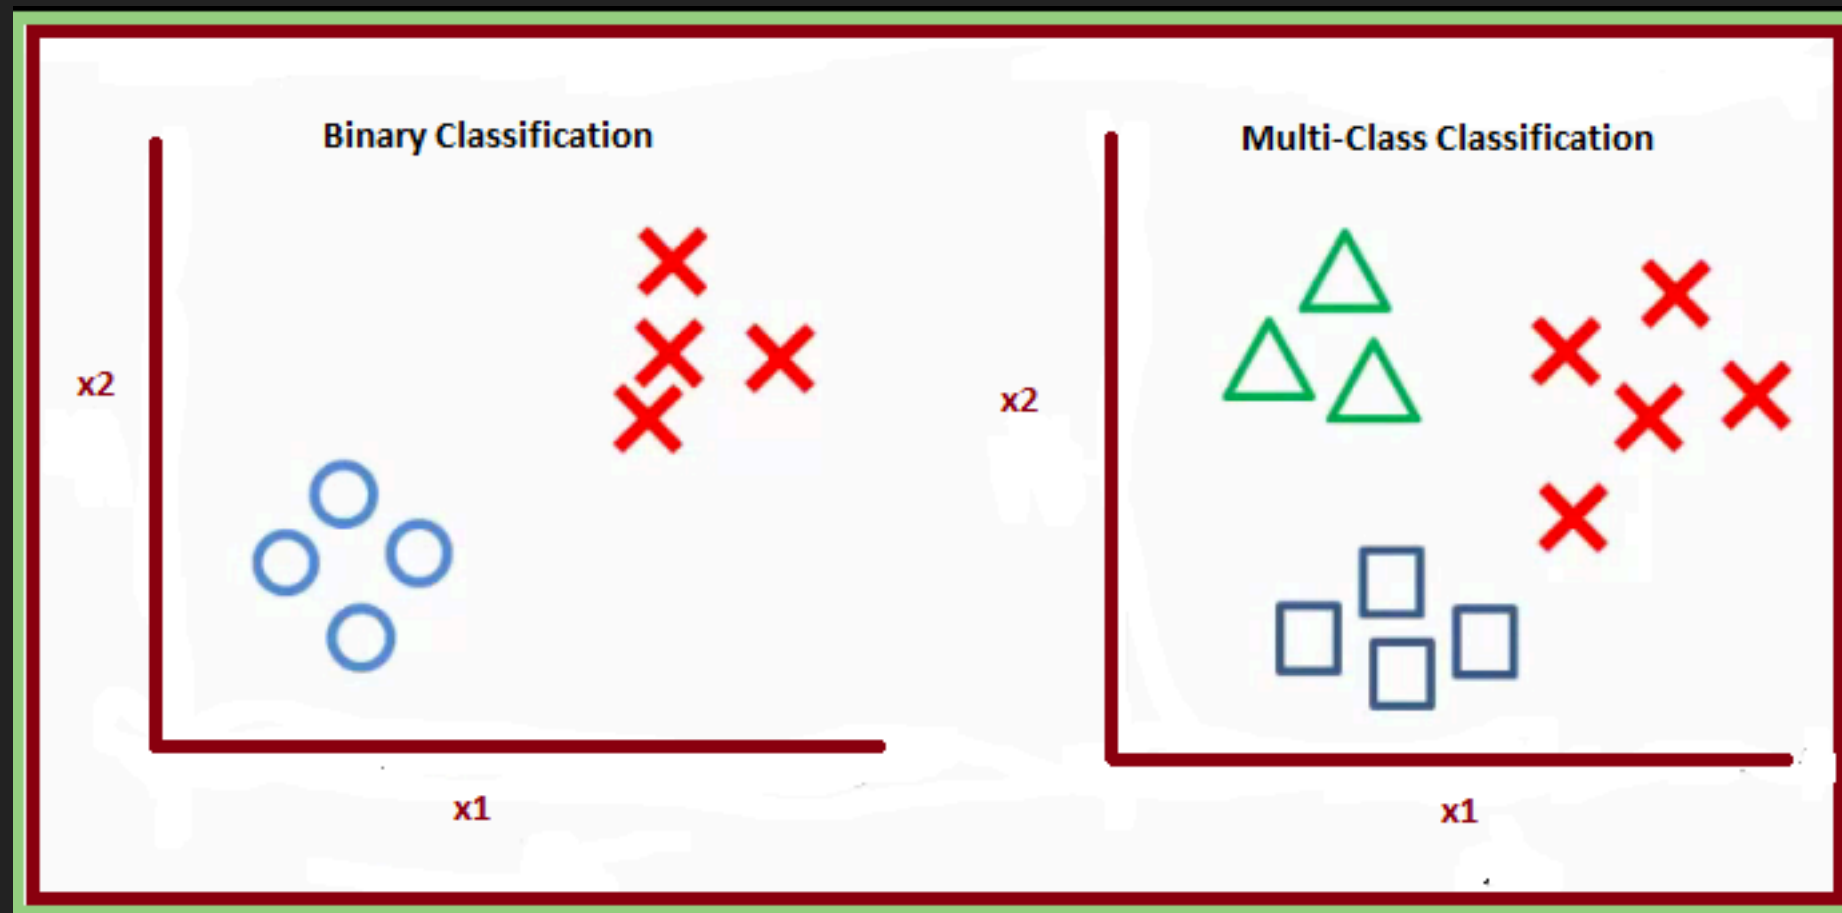 Binary Classification
x2
x1
Multi-Class Classification
x2
x1